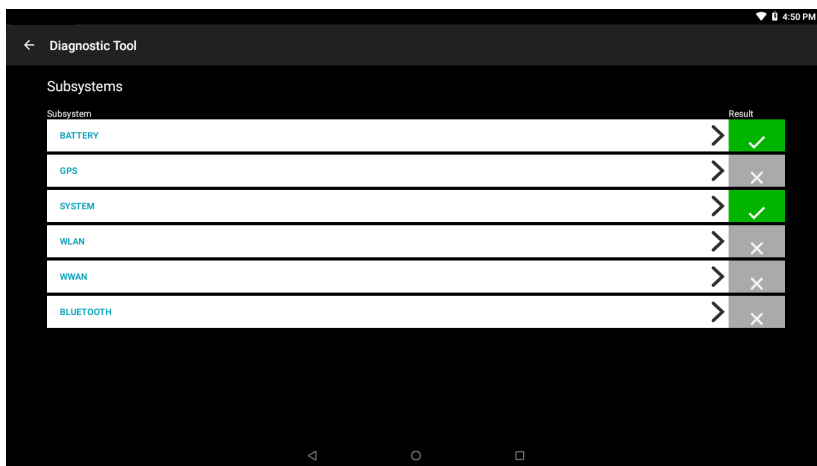 4:50 PM
Diagnostic Tool
Subsystems
Subsystem Result
BATTERY
GPS
SYSTEM
WLAN
WWAN
BLUETOOTH